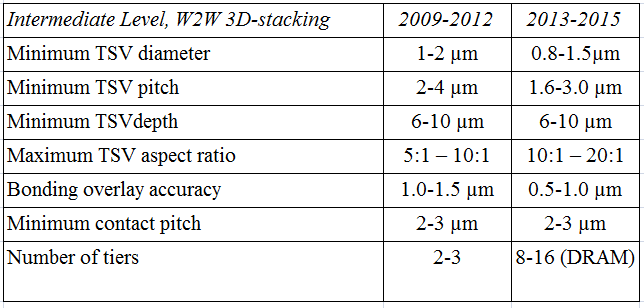 Intermediate Level, W2W 3D-stacking 2009-2012 2013-2015
Minimum TSV diameter 1-2 µm 0.8-1.5µm
Minimum TSV pitch 2-4 µm 1.6-3.0 µm
Minimum TSVdepth 6-10 µm 6-10 µm
Maximum TSV aspect ratio 5:1 – 10:1 10:1 – 20:1
Bonding overlay accuracy 1.0-1.5 µm 0.5-1.0 µm
Minimum contact pitch 2-3 µm 2-3 µm
Number of tiers 2-3 8-16 (DRAM)